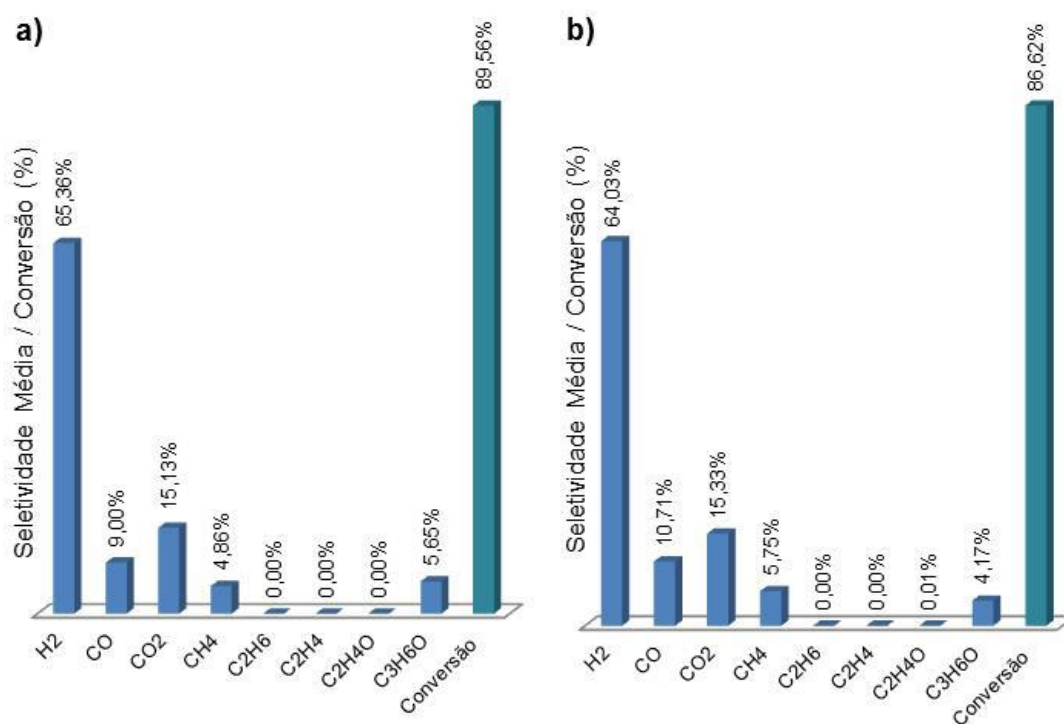 a)
Seletividade Média / Conversão (%)
65,36%
9,00%
15,13%
4,86%
0,00%
0,00%
0,00%
5,65%
89,56%
H2
CO
CO2
CH4
C2H6
C2H4
C2H4O
C3H6O
Conversão
b)
Seletividade Média / Conversão (%)
64,03%
10,71%
15,33%
5,75%
0,00%
0,00%
0,01%
4,17%
86,62%
H2
CO
CO2
CH4
C2H6
C2H4
C2H4O
C3H6O
Conversão